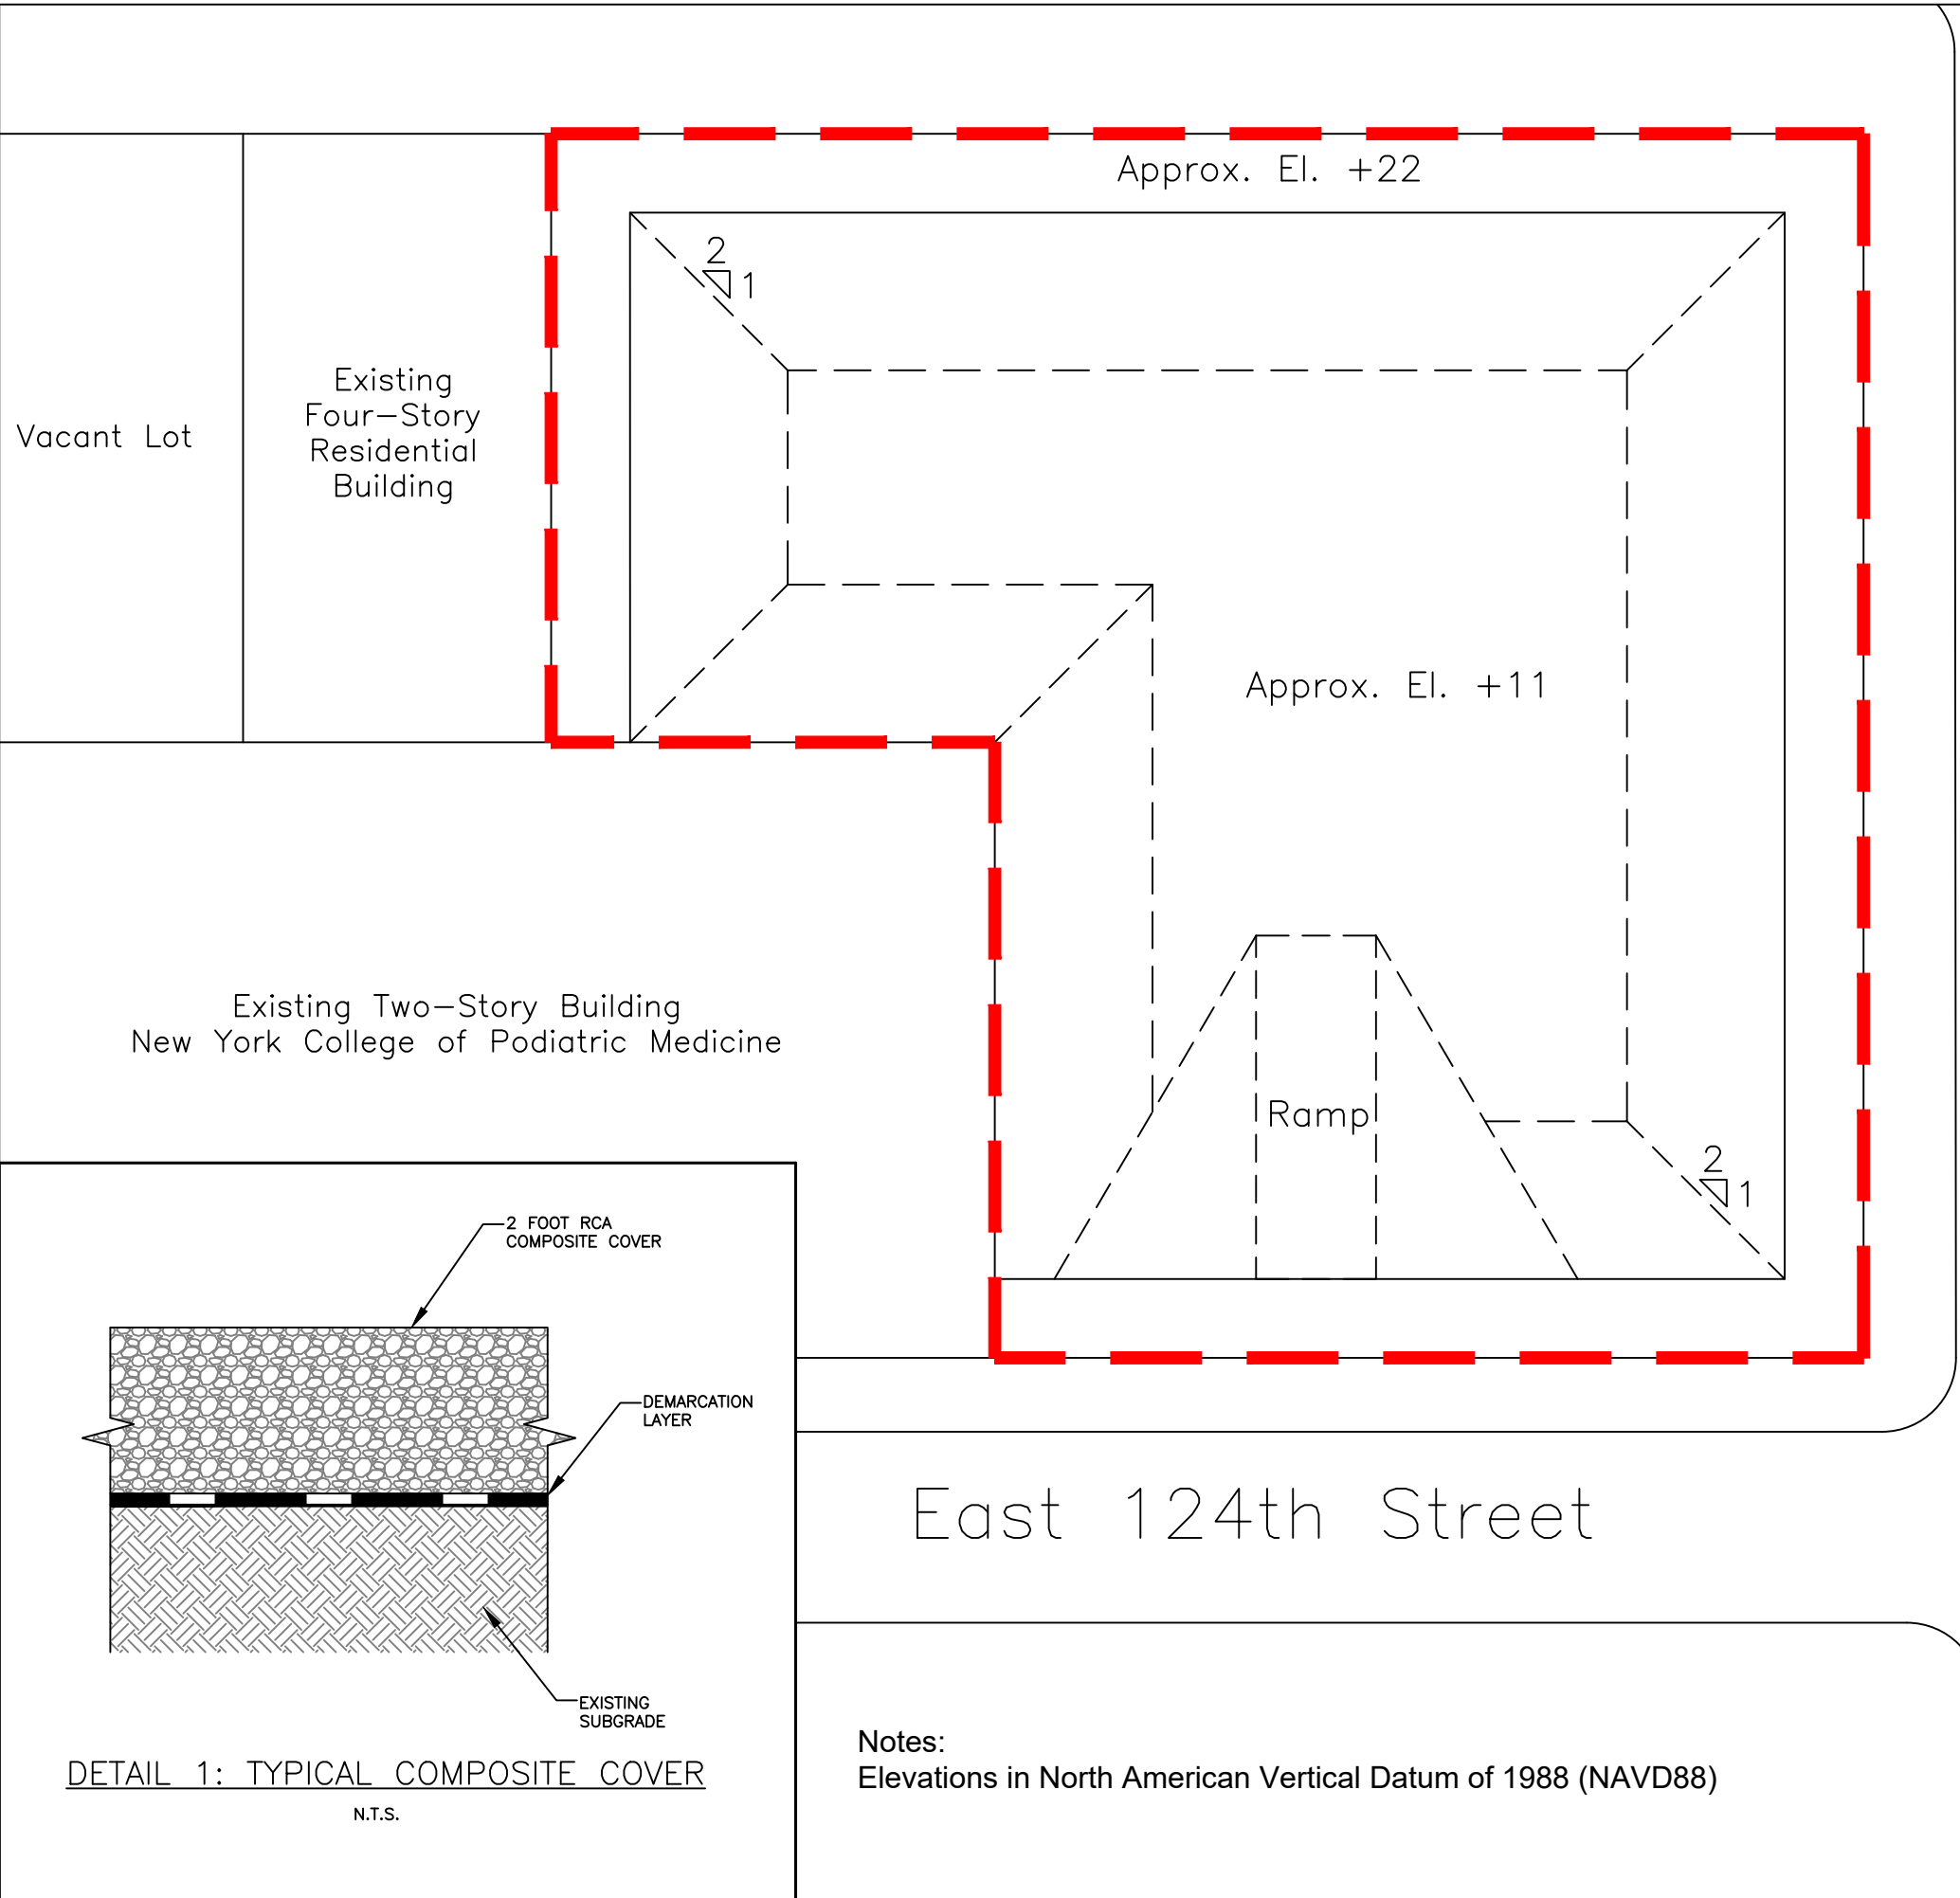 Approx. El. +22
2
1
Existing
Four-Story
Residential
Building
Vacant Lot
Approx. El. +11
Existing Two-Story Building
New York College of Podiatric Medicine
Ramp
2
1
2 FOOT RCA
COMPOSITE COVER
DEMARCATION
LAYER
EXISTING
SUBGRADE
DETAIL 1: TYPICAL COMPOSITE COVER
N.T.S.
East 124th Street
Notes:
Elevations in North American Vertical Datum of 1988 (NAVD88)